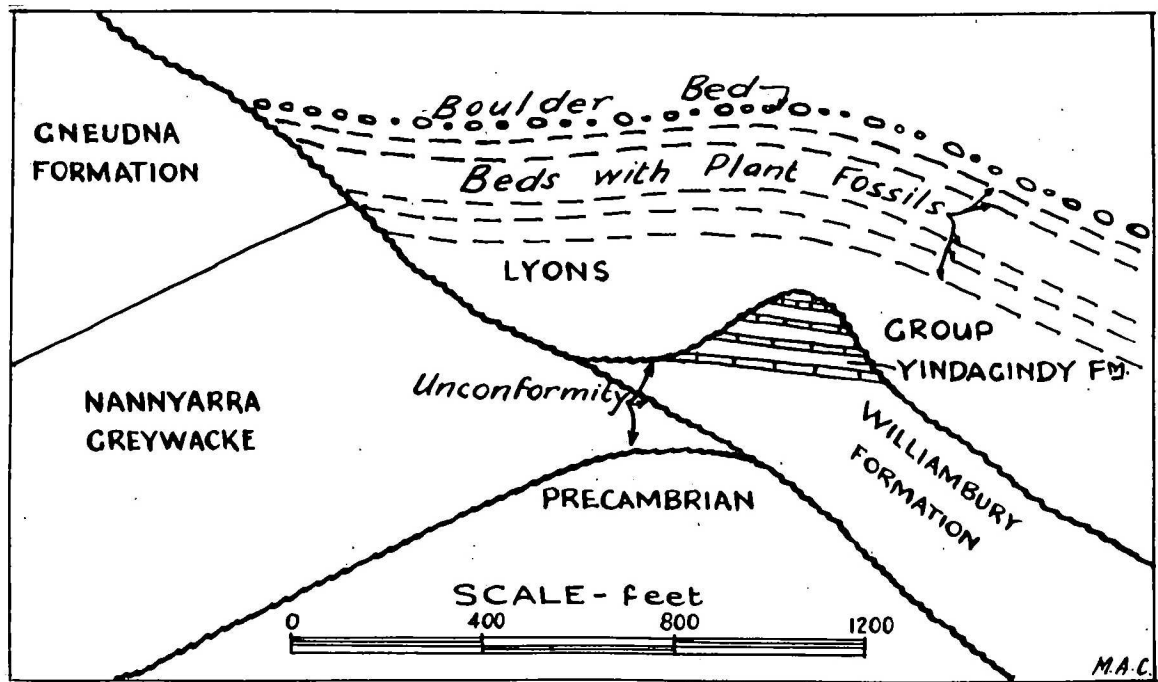 Boulder Bed
GNEUDNA
FORMATION
Beds with Plant Fossils
LYONS
GROUP
YINDAGINDY FM.
Unconformity
NANNYARRA
GREYWACKE
WILLIAMBURY
FORMATION
PRECAMBRIAN
SCALE - feet
0 400 800 1200
M.A.C.